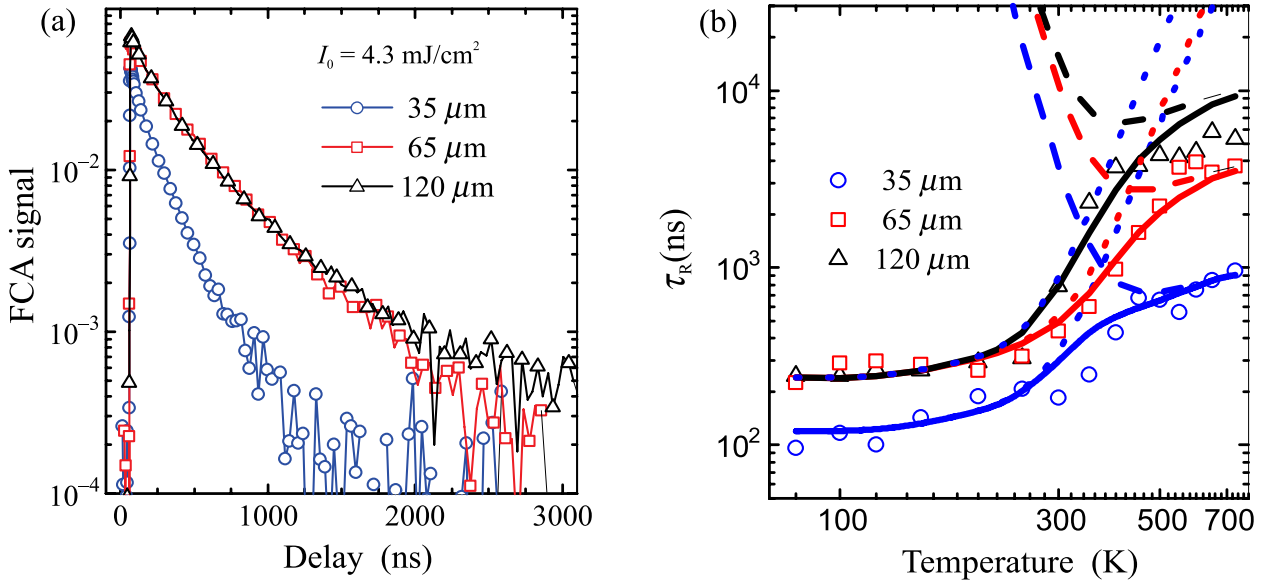 (a)
I₀ = 4.3 mJ/cm²
35 μm
65 μm
120 μm
FCA signal
10⁻²
10⁻³
10⁻⁴
0 1000 2000 3000
Delay (ns)
(b)
35 μm
65 μm
120 μm
τ_R(ns)
10⁴
10³
10²
100 300 500 700
Temperature (K)